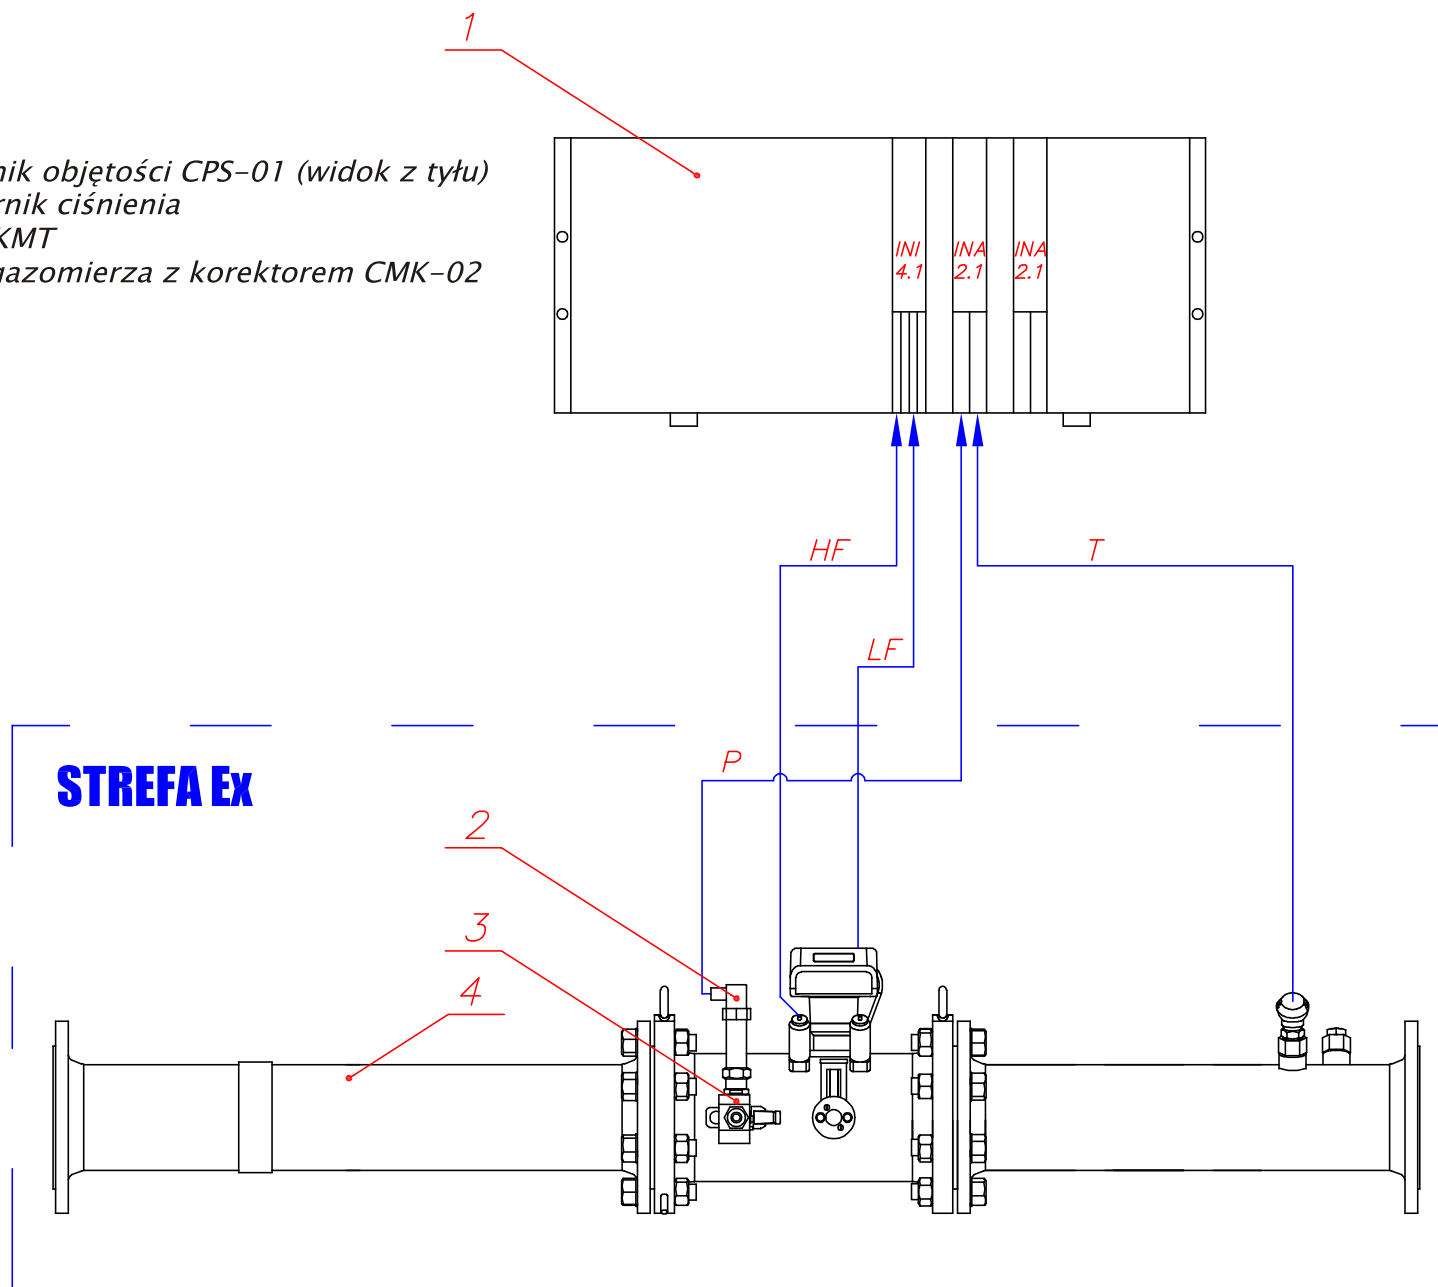 1
nik objętości CPS-01 (widok z tyłu)
rnik ciśnienia
KMT
gazomierza z korektorem CMK-02
INI
4.1
INA
2.1
INA
2.1
HF
T
LF
P
STREFA Ex
2
3
4